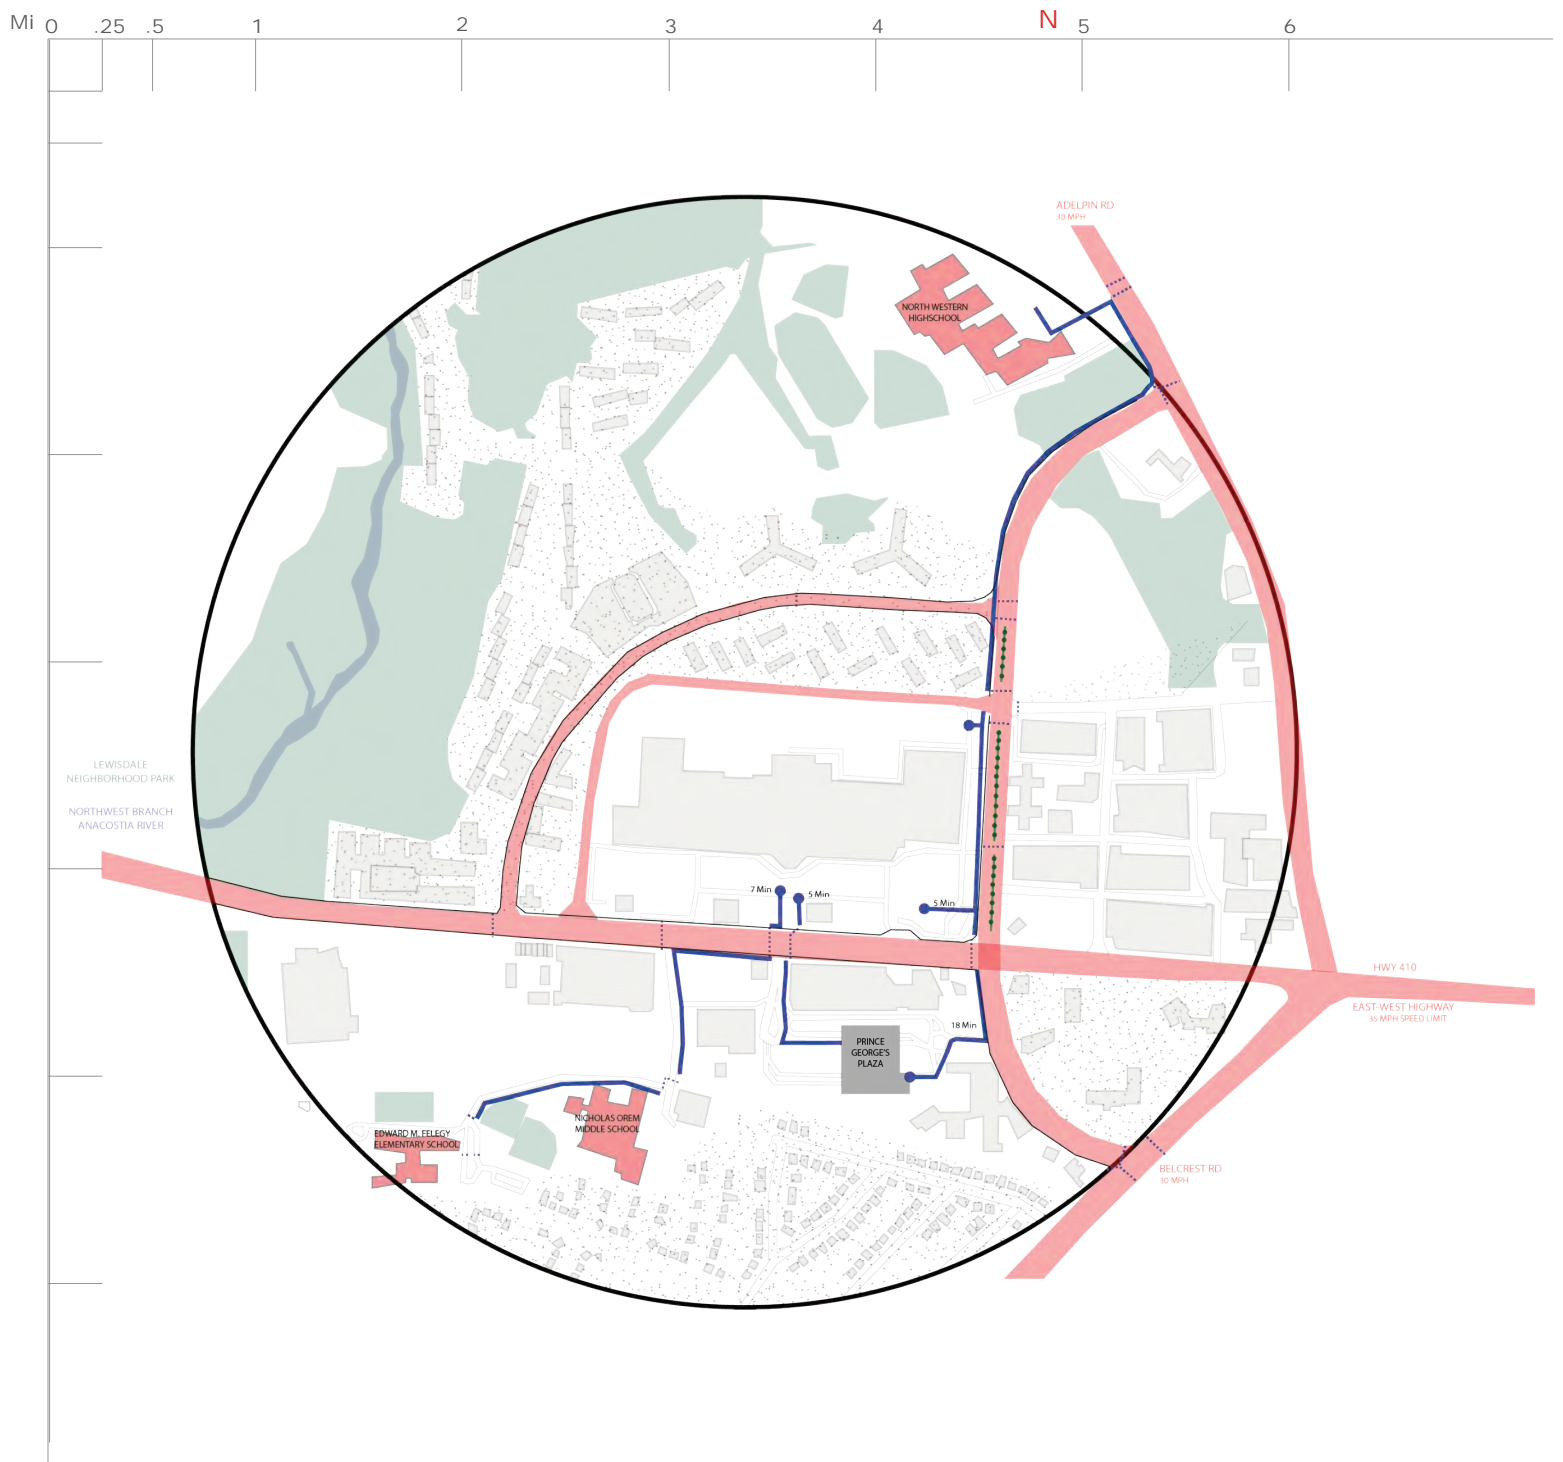 Mi 0 .25 .5 1 2 3 4 N 5 6
ADELPIN RD
30 MPH
NORTH WESTERN
HIGHSCHOOL
LEWISDALE
NEIGHBORHOOD PARK
NORTHWEST BRANCH
ANACOSTIA RIVER
7 Min
5 Min
5 Min
HWY 410
EAST-WEST HIGHWAY
35 MPH SPEED LIMIT
18 Min
PRINCE
GEORGE'S
PLAZA
NICHOLAS OREM
MIDDLE SCHOOL
EDWARD M. FELEGY
ELEMENTARY SCHOOL
BELCREST RD
30 MPH